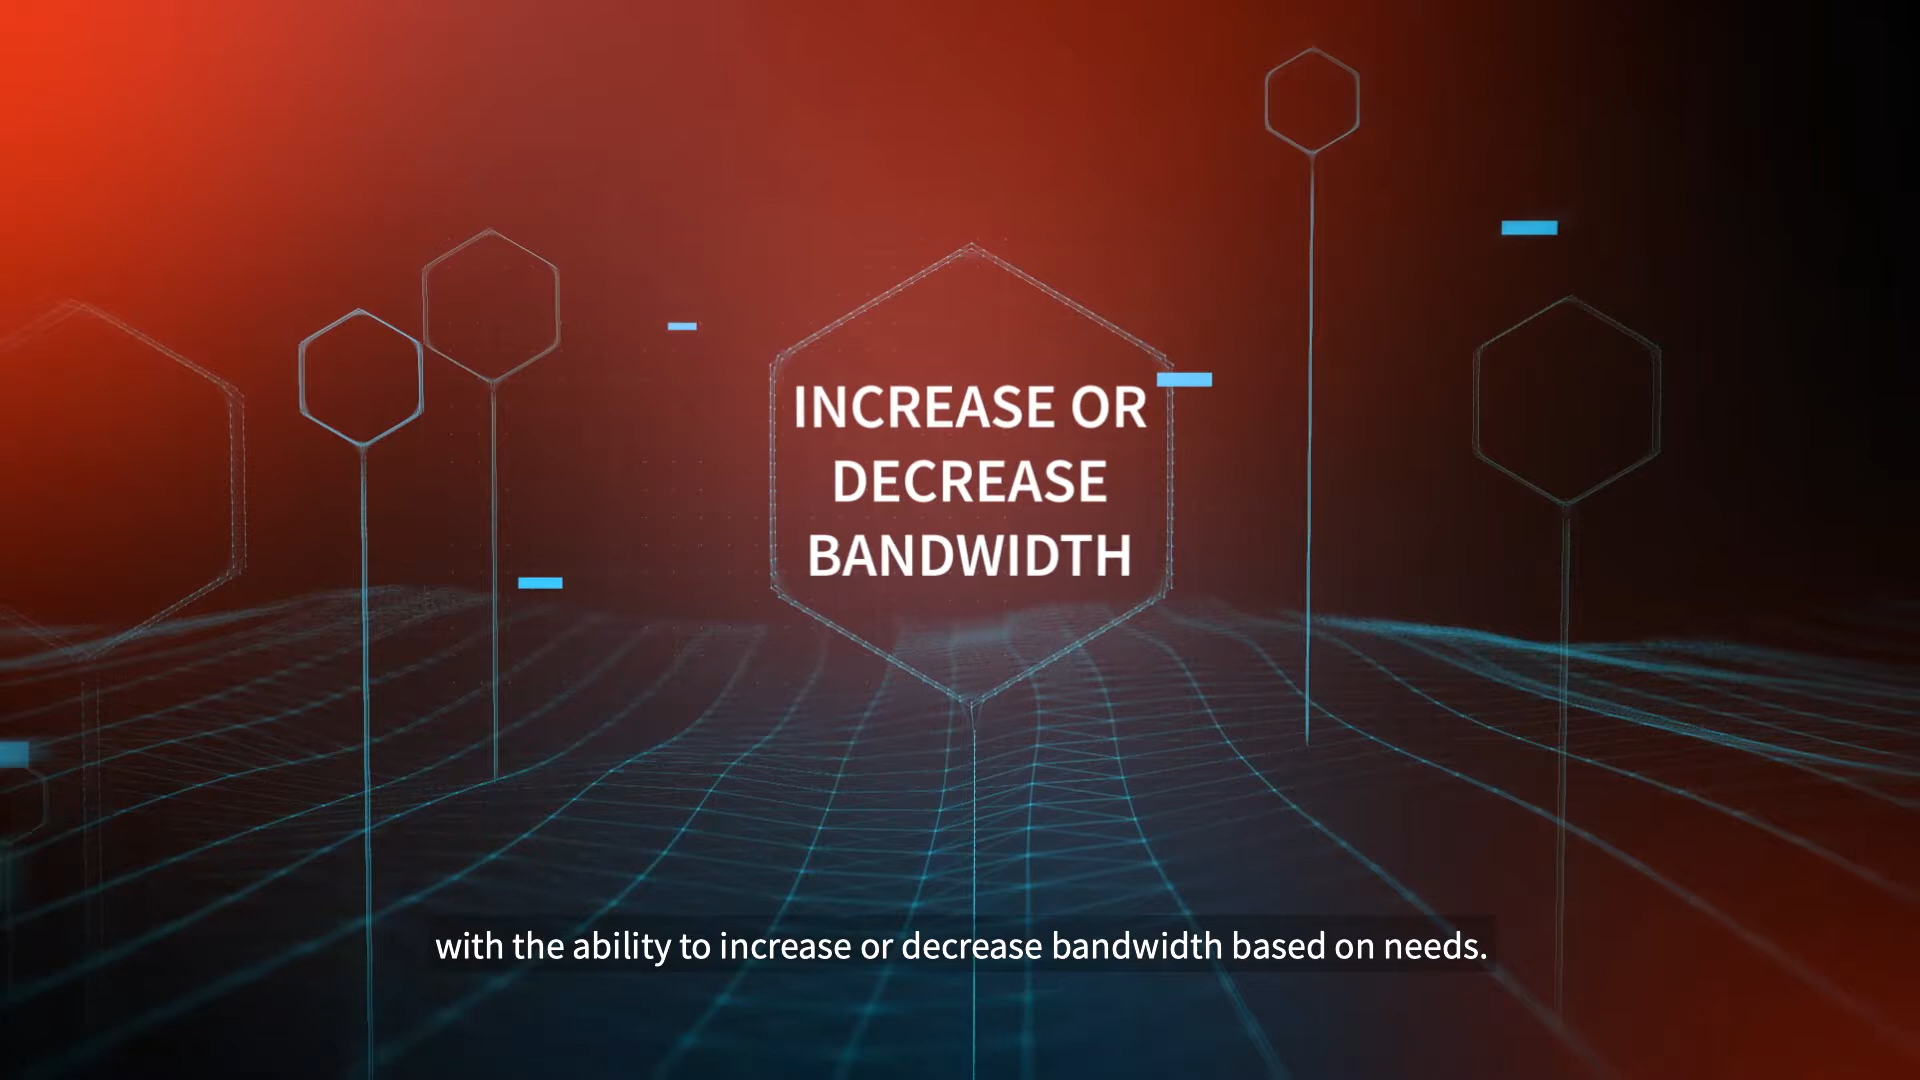 INCREASE OR
DECREASE
BANDWIDTH
with the ability to increase or decrease bandwidth based on needs.